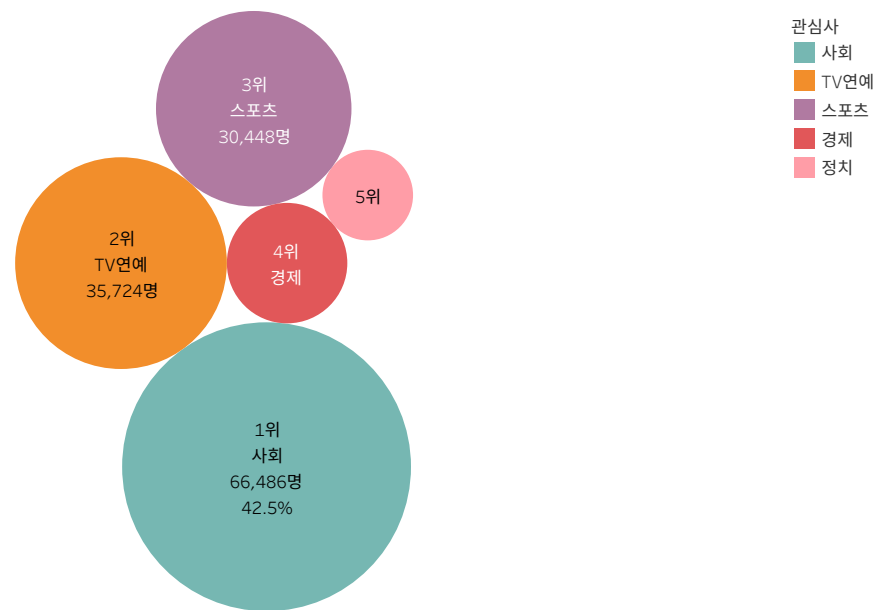 3위
스포츠
30,448명
5위
2위
TV연예
35,724명
4위
경제
1위
사회
66,486명
42.5%
관심사
사회
TV연예
스포츠
경제
정치